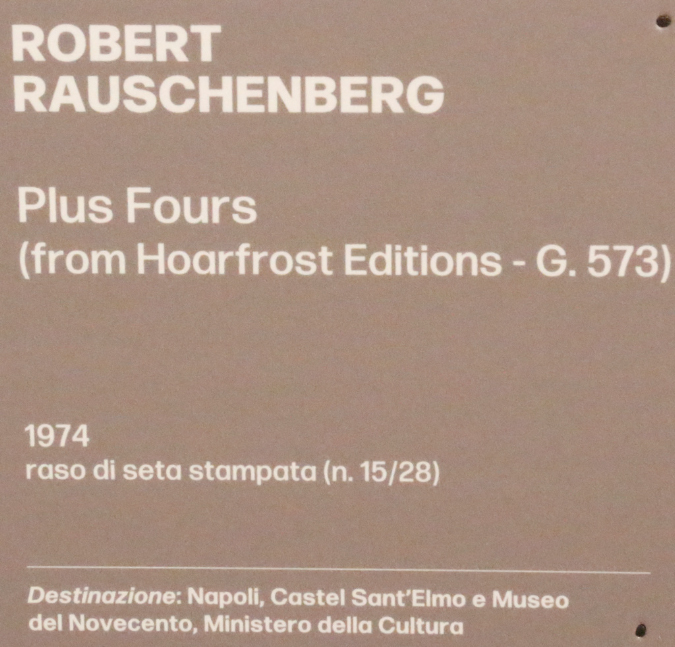 ROBERT
RAUSCHENBERG
Plus Fours
(from Hoarfrost Editions - G. 573)
1974
raso di seta stampata (n. 15/28)
Destinazione: Napoli, Castel Sant’Elmo e Museo
del Novecento, Ministero della Cultura